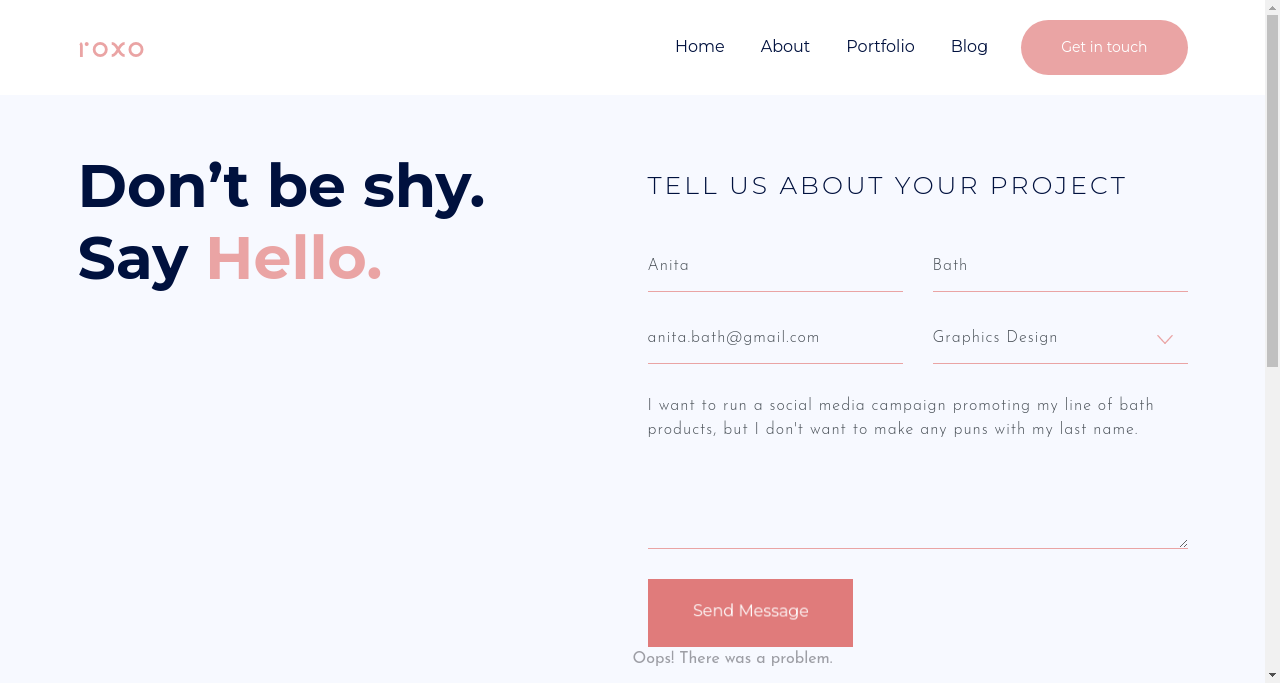 roxo
Home About Portfolio Blog Get in touch
Don’t be shy.
Say Hello.
TELL US ABOUT YOUR PROJECT
Anita Bath
anita.bath@gmail.com Graphics Design
I want to run a social media campaign promoting my line of bath
products, but I don't want to make any puns with my last name.
Send Message
Oops! There was a problem.